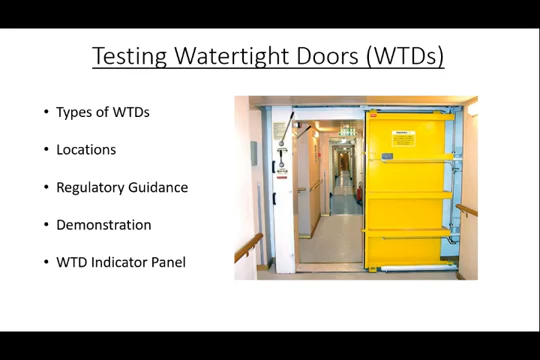 Testing Watertight Doors (WTDs)
• Types of WTDs
• Locations
• Regulatory Guidance
• Demonstration
• WTD Indicator Panel